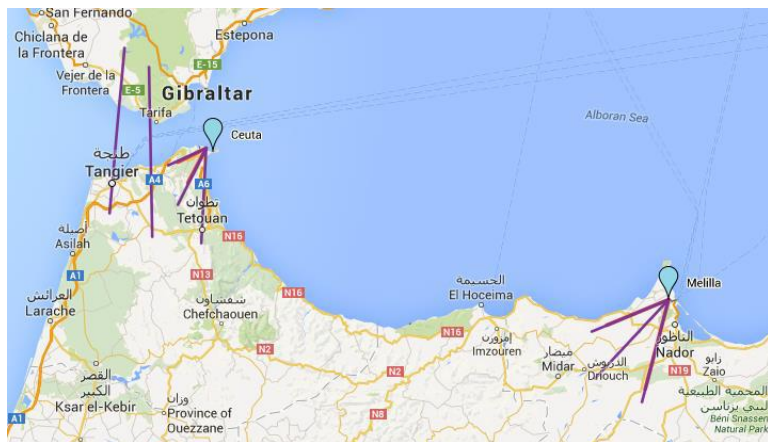 San Fernando
Chiclana de
la Frontera
Estepona
Vejer de la
Frontera
E-15
E-5
Gibraltar
Tarifa
Alboran Sea
Ceuta
طنجة
Tangier
A4
A6
تطوان
Tetouan
أصيلة
Asilah
N16
A1
N13
العرائش
Larache
شفشاون
Chefchaouen
N16
الحسيمة
El Hoceima
Melilla
N16
إمزورن
Imzouren
الناظور
Nador
N2
ميضار
Midar
الدريوش
Driouch
N19
زايو
Zaio
القصر
الكبير
Ksar el-Kebir
N2
وزان
Province of
Ouezzane
N8
A1
المحمية الطبيعية
لبني يزناسن
Béni Snassen
Natural Park